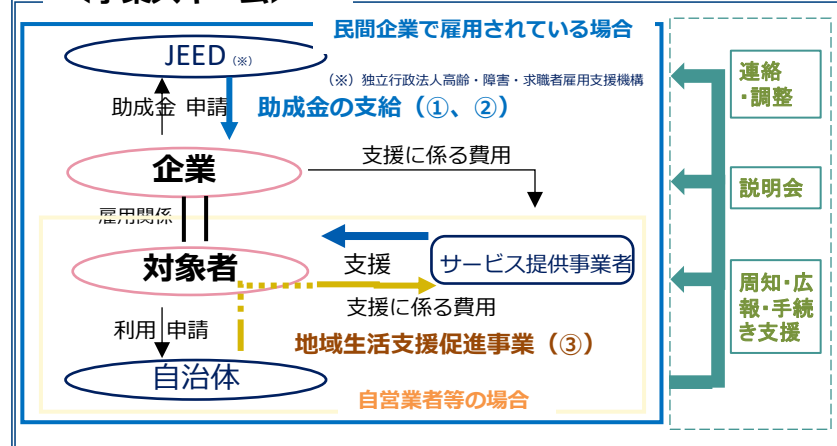 民間企業で雇用されている場合
JEED（※）
（※）独立行政法人高齢・障害・求職者雇用支援機構
助成金 申請
助成金の支給（①、②）
企業
支援に係る費用
雇用関係
対象者
支援
サービス提供事業者
支援に係る費用
利用 申請
地域生活支援促進事業（③）
自治体
自営業者等の場合
連絡
・調整
説明会
周知・広
報・手続
き支援